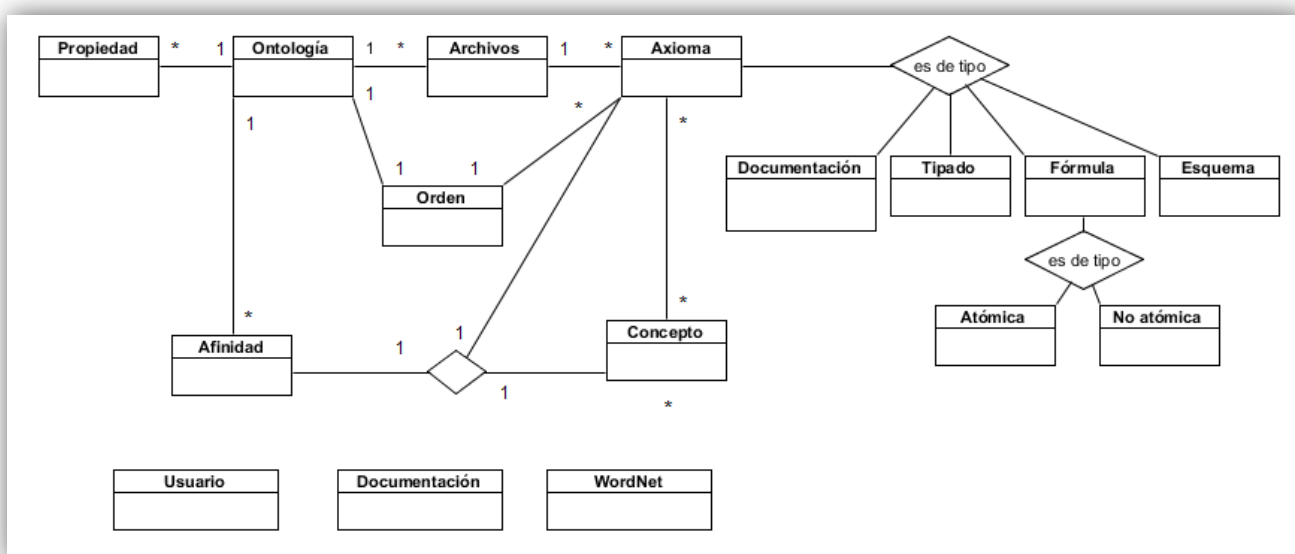 Propiedad
*
1
Ontología
1
*
Archivos
1
*
Axioma
es de tipo
1
1
*
*
1
1
Documentación
Tipado
Fórmula
Esquema
Orden
es de tipo
*
*
Atómica
No atómica
1
Concepto
Afinidad
1
1
*
Usuario
Documentación
WordNet